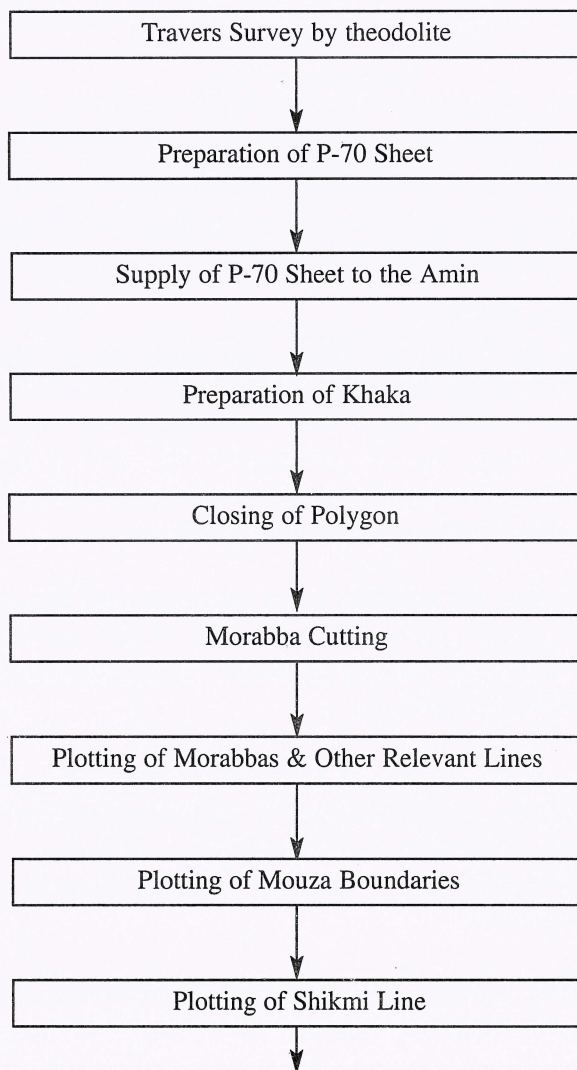 Travers Survey by theodolite
Preparation of P-70 Sheet
Supply of P-70 Sheet to the Amin
Preparation of Khaka
Closing of Polygon
Morabba Cutting
Plotting of Morabbas & Other Relevant Lines
Plotting of Mouza Boundaries
Plotting of Shikmi Line